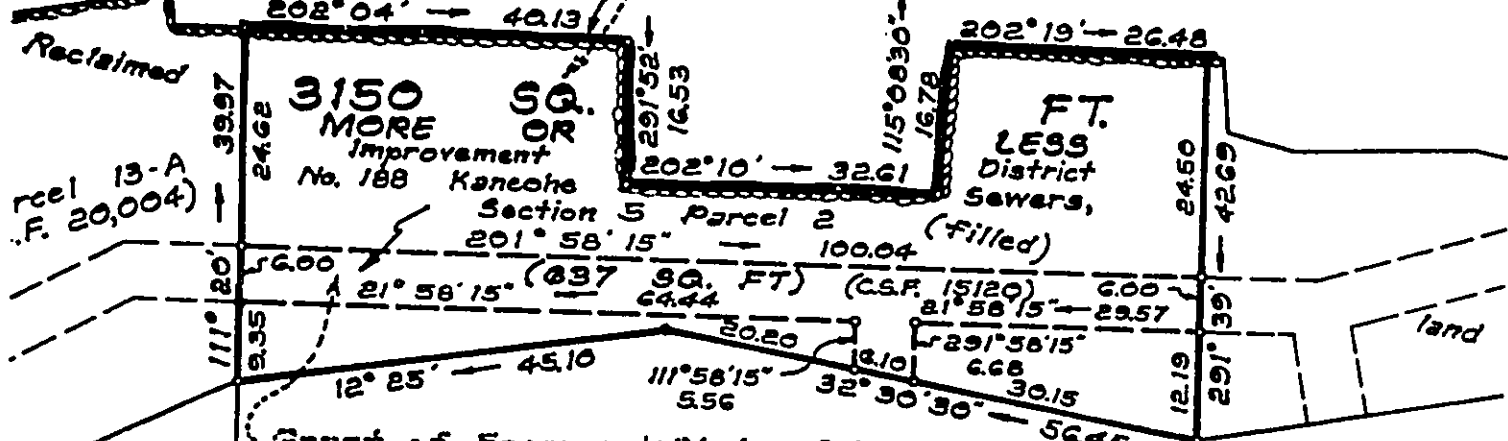 202°04' → 40.13
202°19' → 26.48
Reclaimed
39.97
24.62
3150 SQ. FT.
MORE OR LESS
Improvement District
No. 188 Kaneohe Sewers,
Section 5 Parcel 2 (Filled)
291°52'
16.53
115°08'30"
16.78
202°10' → 32.61
24.50
42.69
rcel 13-A
.F. 20,004)
201°58'15" → 100.04
6.00
(637 SQ. FT) (C.S.F. 15120)
6.00
21°58'15" ← 64.44
21°58'15" ← 29.57
111° 20'
9.35
20.20
291°58'15"
6.68
291° 39'
12.19
land
12°25' ← 45.10
111°58'15"
5.56
6.10
32°30'30" ←
30.15